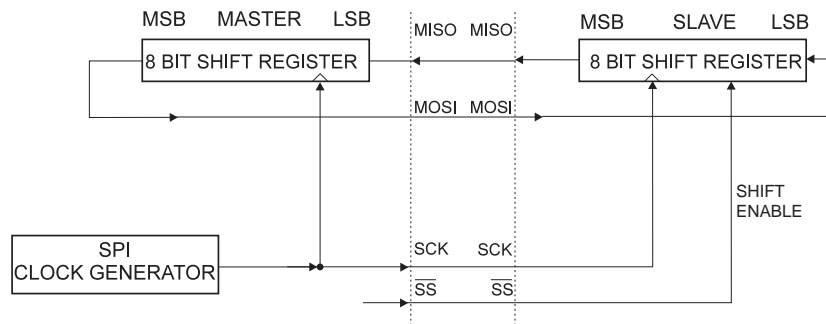 MSB MASTER LSB
MISO MISO
MSB SLAVE LSB
8 BIT SHIFT REGISTER
8 BIT SHIFT REGISTER
MOSI MOSI
SHIFT
ENABLE
SPI
CLOCK GENERATOR
SCK SCK
SS SS